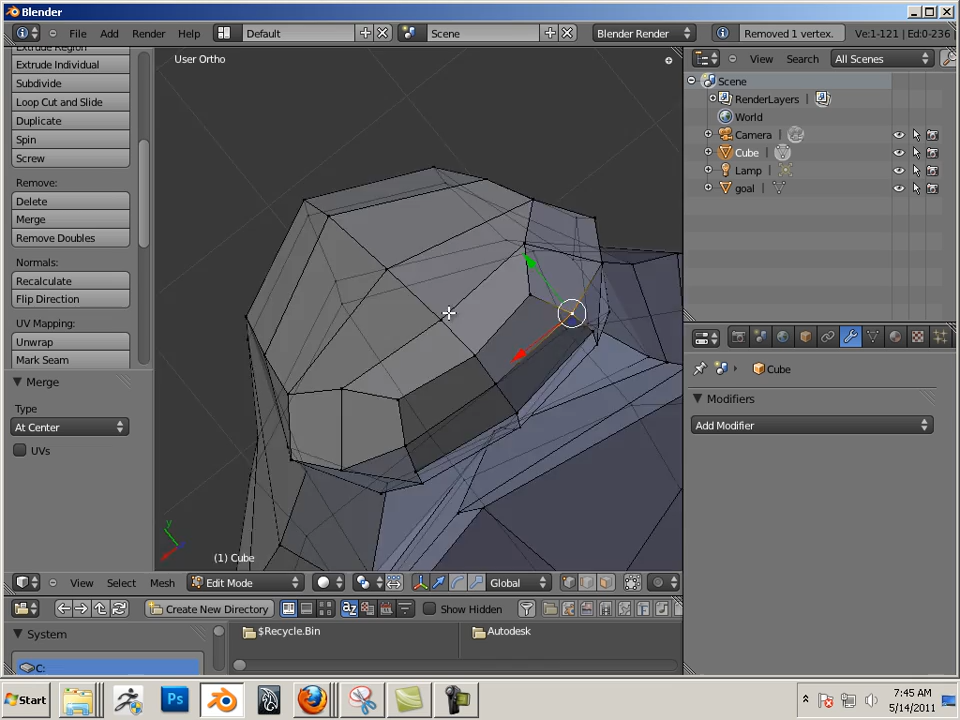 Blender
File Add Render Help Default Scene Blender Render Removed 1 vertex. Ve:1-121 | Ed:0-236
Extrude Region
Extrude Individual
Subdivide
Loop Cut and Slide
Duplicate
Spin
Screw
Remove:
Delete
Merge
Remove Doubles
Normals:
Recalculate
Flip Direction
UV Mapping:
Unwrap
Mark Seam
Merge
Type
At Center
UVs
User Ortho
y
(1) Cube
View Select Mesh Edit Mode Global
View Search All Scenes
Scene
RenderLayers
World
Camera
Cube
Lamp
goal
Cube
Modifiers
Add Modifier
Create New Directory Show Hidden
System
C:
$Recycle.Bin Autodesk
Start Ps 7:45 AM
5/14/2011